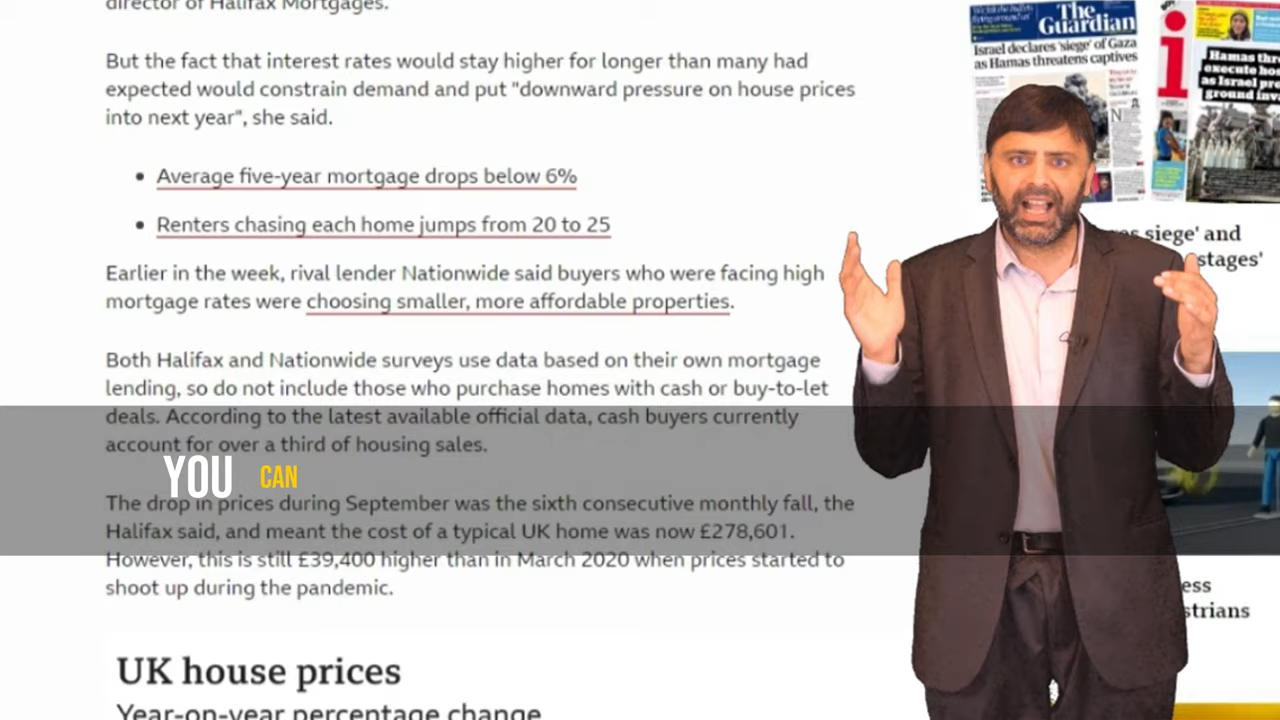 director of Halifax Mortgages.
But the fact that interest rates would stay higher for longer than many had
expected would constrain demand and put "downward pressure on house prices
into next year", she said.
Average five-year mortgage drops below 6%
Renters chasing each home jumps from 20 to 25
Earlier in the week, rival lender Nationwide said buyers who were facing high
mortgage rates were choosing smaller, more affordable properties.
Both Halifax and Nationwide surveys use data based on their own mortgage
lending, so do not include those who purchase homes with cash or buy-to-let
deals. According to the latest available official data, cash buyers currently
account for over a third of housing sales.
YOU CAN
The drop in prices during September was the sixth consecutive monthly fall, the
Halifax said, and meant the cost of a typical UK home was now £278,601.
However, this is still £39,400 higher than in March 2020 when prices started to
shoot up during the pandemic.
UK house prices
Year-on-year percentage change
The
Guardian
Israel declares 'siege' of Gaza
as Hamas threatens captives
i
Hamas
execute
as Israel
ground
siege' and
stages'